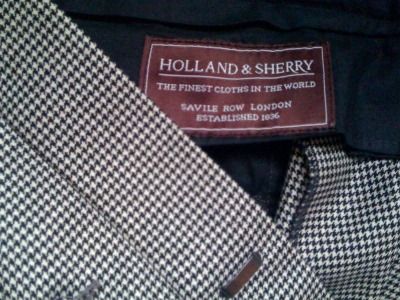 HOLLAND & SHERRY
THE FINEST CLOTHS IN THE WORLD
SAVILE ROW LONDON
ESTABLISHED 1836